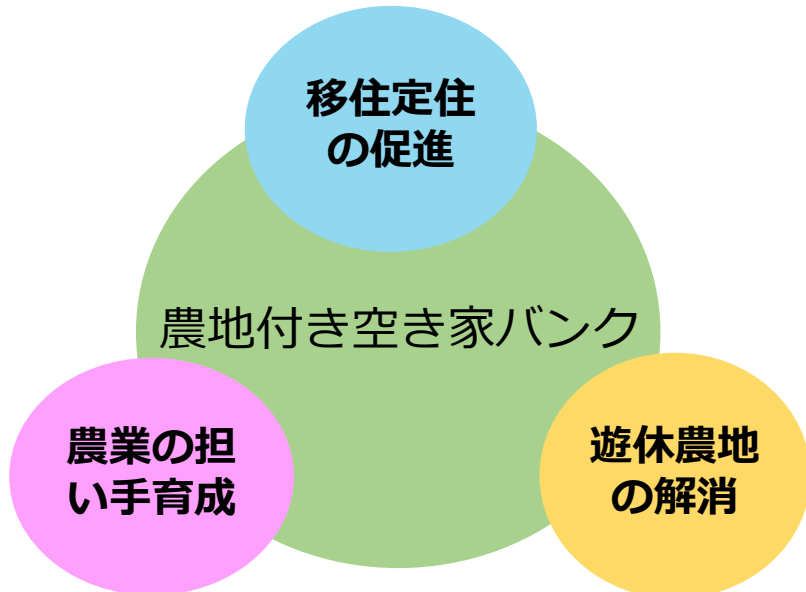 移住定住
の促進
農地付き空き家バンク
農業の担
い手育成
遊休農地
の解消